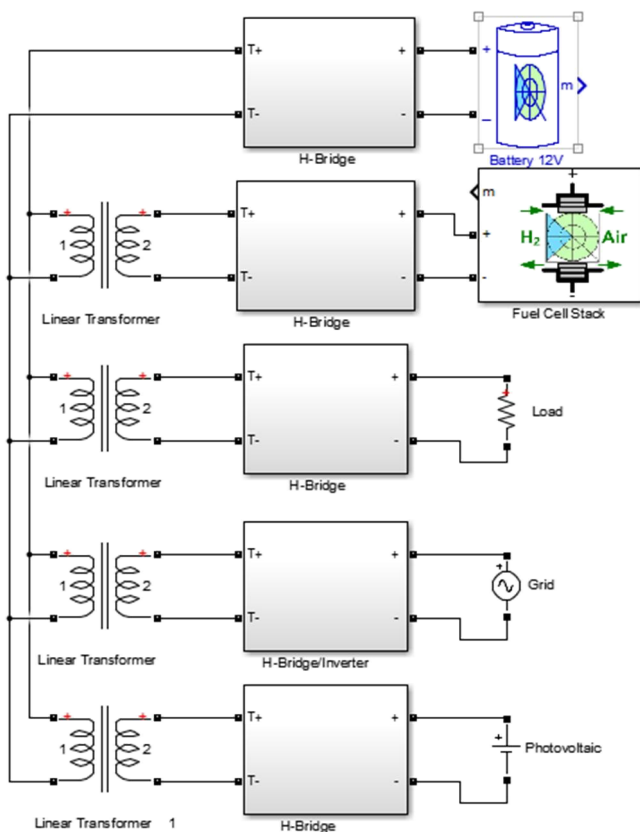 T+ + + m
T- - -
H-Bridge
Battery 12V
+
m
+ 1 2 + T+ + +
H2 Air
T- - -
-
Linear Transformer
H-Bridge
Fuel Cell Stack
+ 1 2 + T+ + +
T- -
Load
Linear Transformer
H-Bridge
+ 1 2 + T+ + +
T- -
Grid
Linear Transformer
H-Bridge/Inverter
+ 1 2 + T+ + +
T- -
Photovoltaic
Linear Transformer 1
H-Bridge